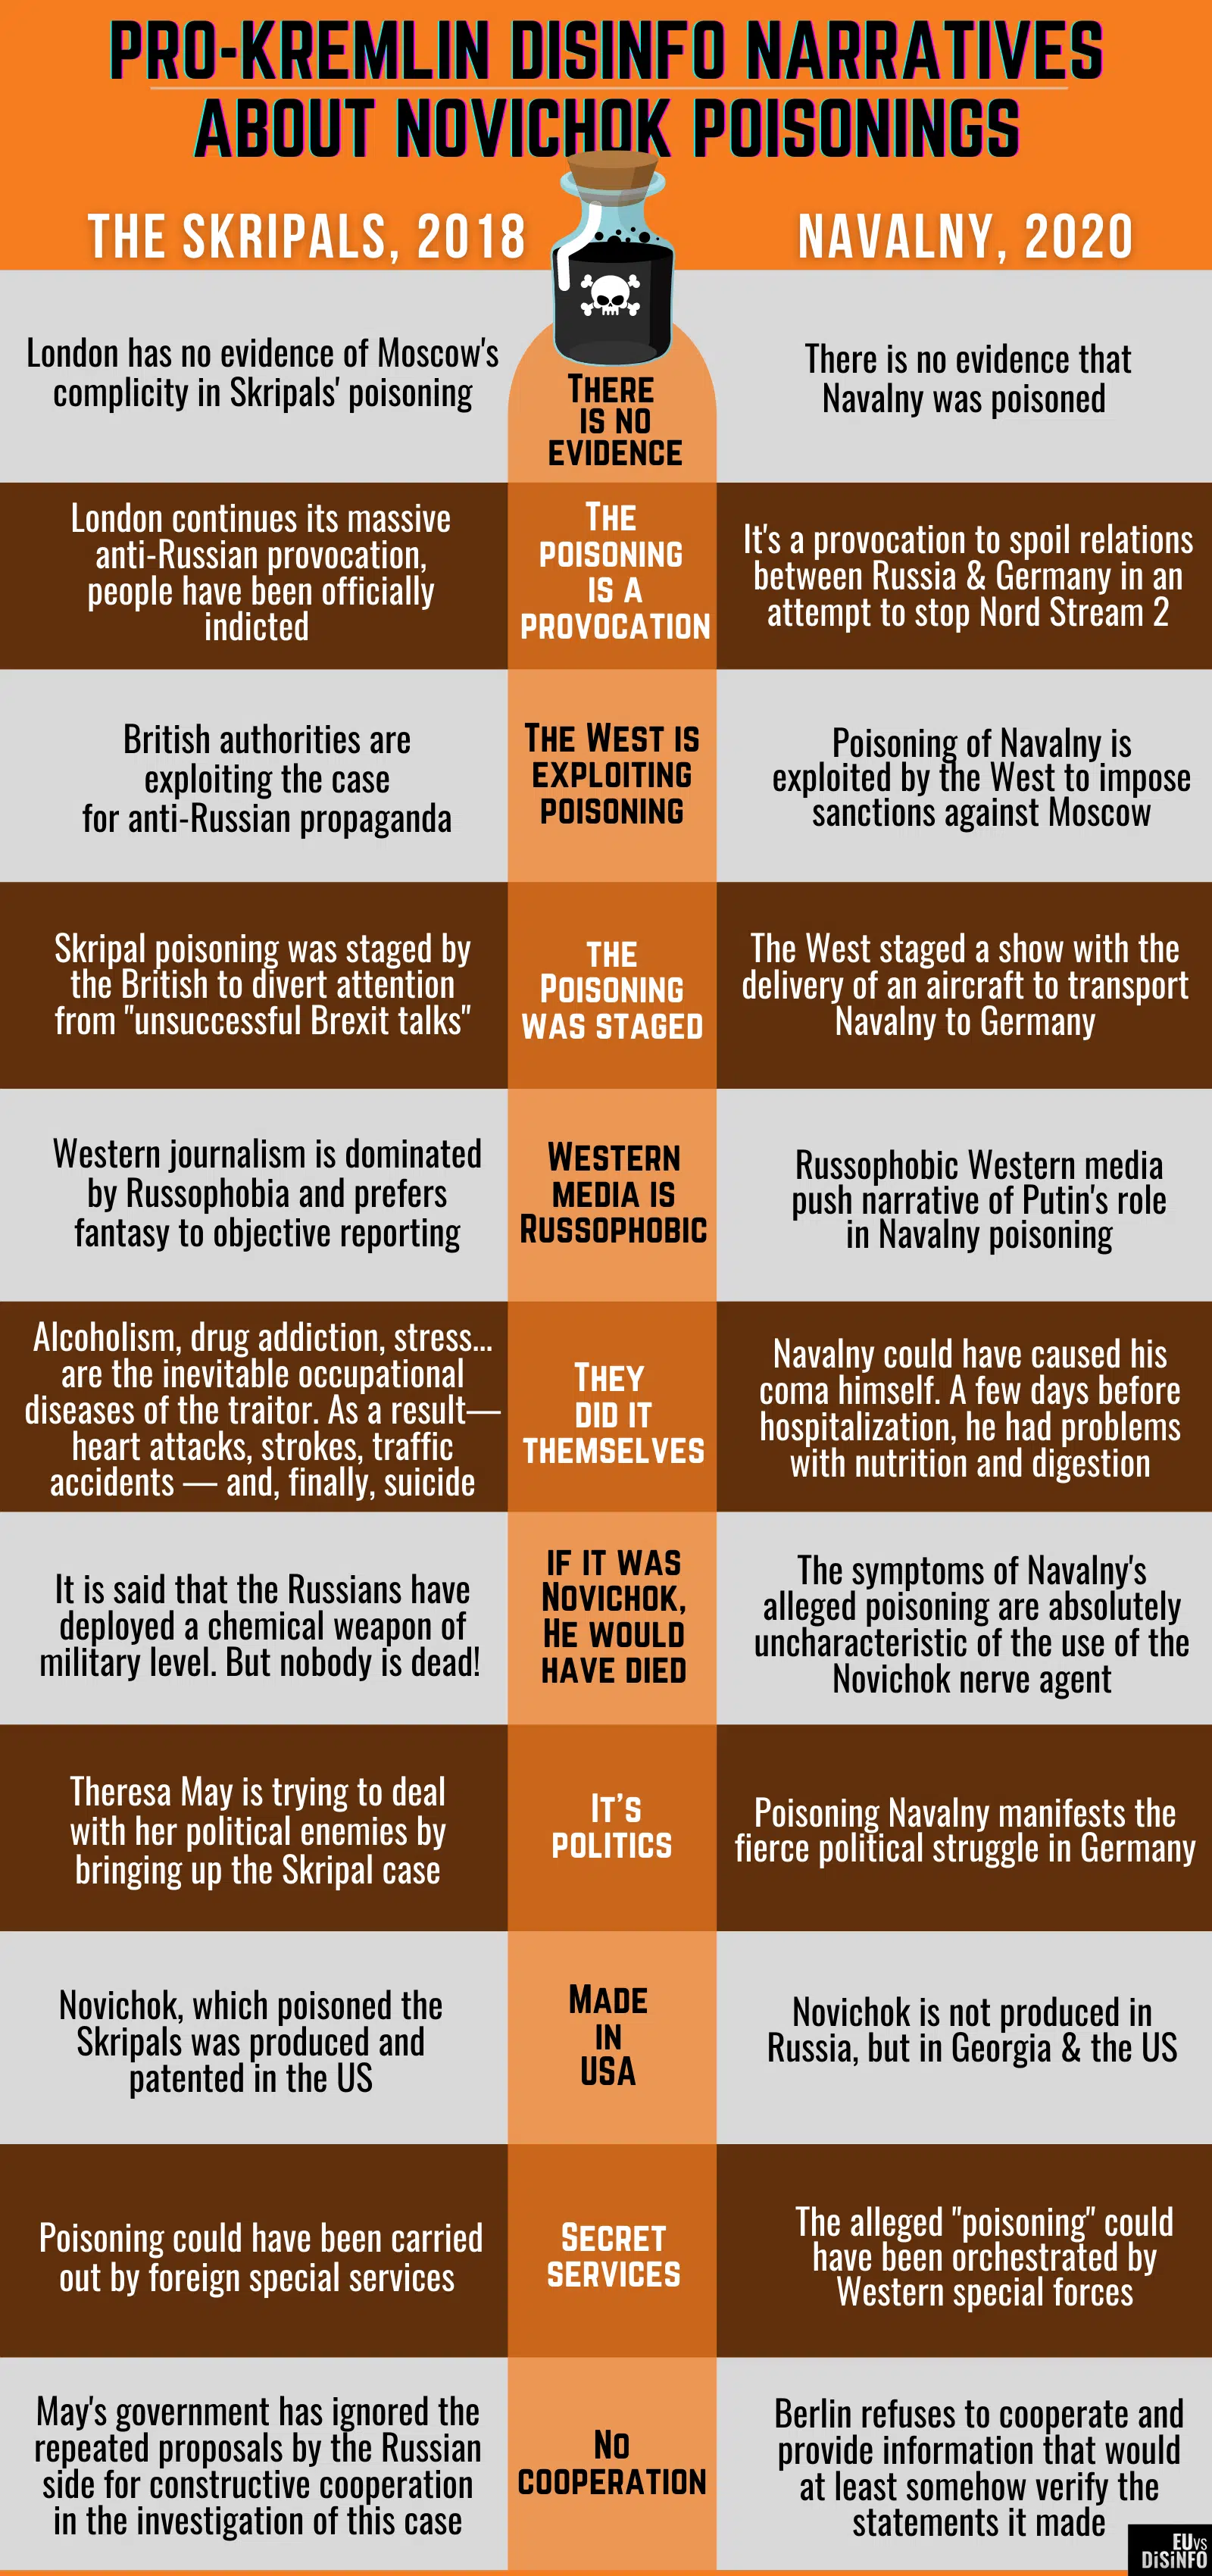 PRO-KREMLIN DISINFO NARRATIVES
ABOUT NOVICHOK POISONINGS
THE SKRIPALS, 2018
NAVALNY, 2020
London has no evidence of Moscow's
complicity in Skripals' poisoning
THERE
IS NO
EVIDENCE
There is no evidence that
Navalny was poisoned
London continues its massive
anti-Russian provocation,
people have been officially
indicted
THE
POISONING
IS A
PROVOCATION
It's a provocation to spoil relations
between Russia & Germany in an
attempt to stop Nord Stream 2
British authorities are
exploiting the case
for anti-Russian propaganda
THE WEST IS
EXPLOITING
POISONING
Poisoning of Navalny is
exploited by the West to impose
sanctions against Moscow
Skripal poisoning was staged by
the British to divert attention
from "unsuccessful Brexit talks"
THE
POISONING
WAS STAGED
The West staged a show with the
delivery of an aircraft to transport
Navalny to Germany
Western journalism is dominated
by Russophobia and prefers
fantasy to objective reporting
WESTERN
MEDIA IS
RUSSOPHOBIC
Russophobic Western media
push narrative of Putin's role
in Navalny poisoning
Alcoholism, drug addiction, stress...
are the inevitable occupational
diseases of the traitor. As a result—
heart attacks, strokes, traffic
accidents — and, finally, suicide
THEY
DID IT
THEMSELVES
Navalny could have caused his
coma himself. A few days before
hospitalization, he had problems
with nutrition and digestion
It is said that the Russians have
deployed a chemical weapon of
military level. But nobody is dead!
IF IT WAS
NOVICHOK,
HE WOULD
HAVE DIED
The symptoms of Navalny's
alleged poisoning are absolutely
uncharacteristic of the use of the
Novichok nerve agent
Theresa May is trying to deal
with her political enemies by
bringing up the Skripal case
IT'S
POLITICS
Poisoning Navalny manifests the
fierce political struggle in Germany
Novichok, which poisoned the
Skripals was produced and
patented in the US
MADE
IN
USA
Novichok is not produced in
Russia, but in Georgia & the US
Poisoning could have been carried
out by foreign special services
SECRET
SERVICES
The alleged "poisoning" could
have been orchestrated by
Western special forces
May's government has ignored the
repeated proposals by the Russian
side for constructive cooperation
in the investigation of this case
NO
COOPERATION
Berlin refuses to cooperate and
provide information that would
at least somehow verify the
statements it made
EUvs
DiSiNFO